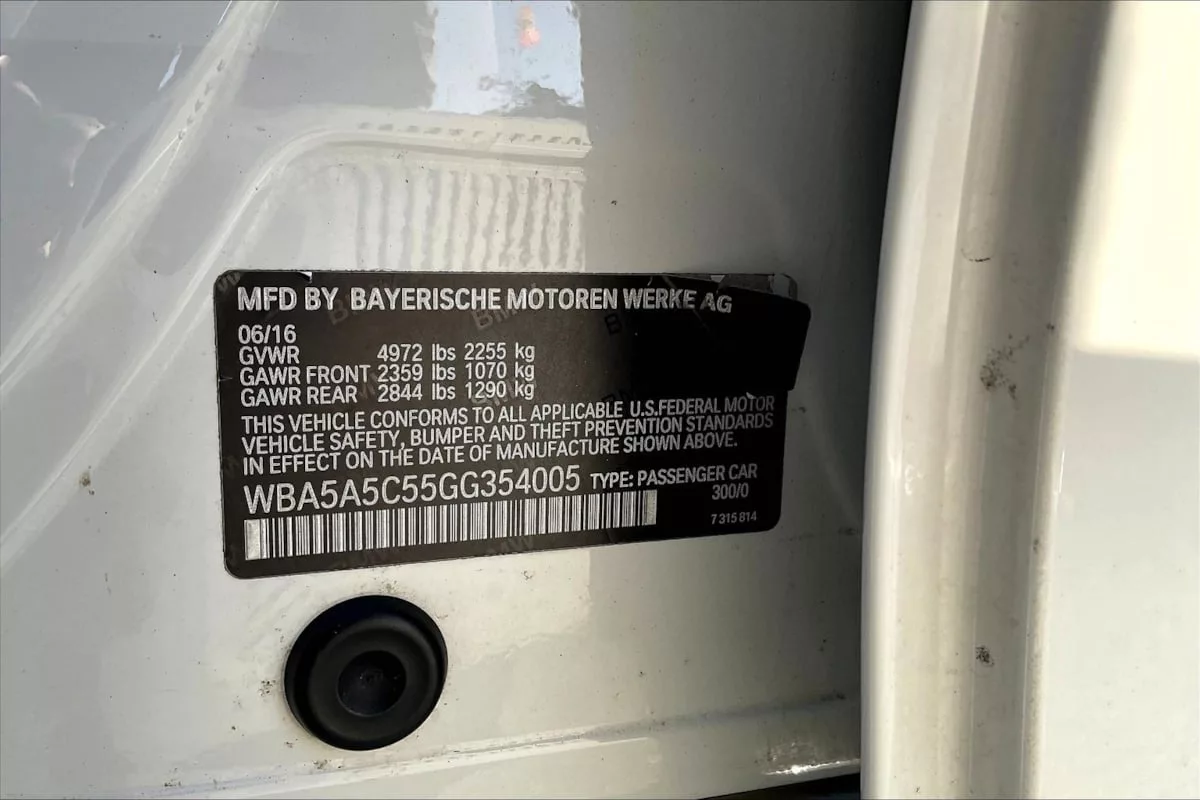 MFD BY BAYERISCHE MOTOREN WERKE AG
06/16
GVWR 4972 lbs 2255 kg
GAWR FRONT 2359 lbs 1070 kg
GAWR REAR 2844 lbs 1290 kg
THIS VEHICLE CONFORMS TO ALL APPLICABLE U.S.FEDERAL MOTOR
VEHICLE SAFETY, BUMPER AND THEFT PREVENTION STANDARDS
IN EFFECT ON THE DATE OF MANUFACTURE SHOWN ABOVE.
WBA5A5C55GG354005 TYPE: PASSENGER CAR
300/0
7 315 814